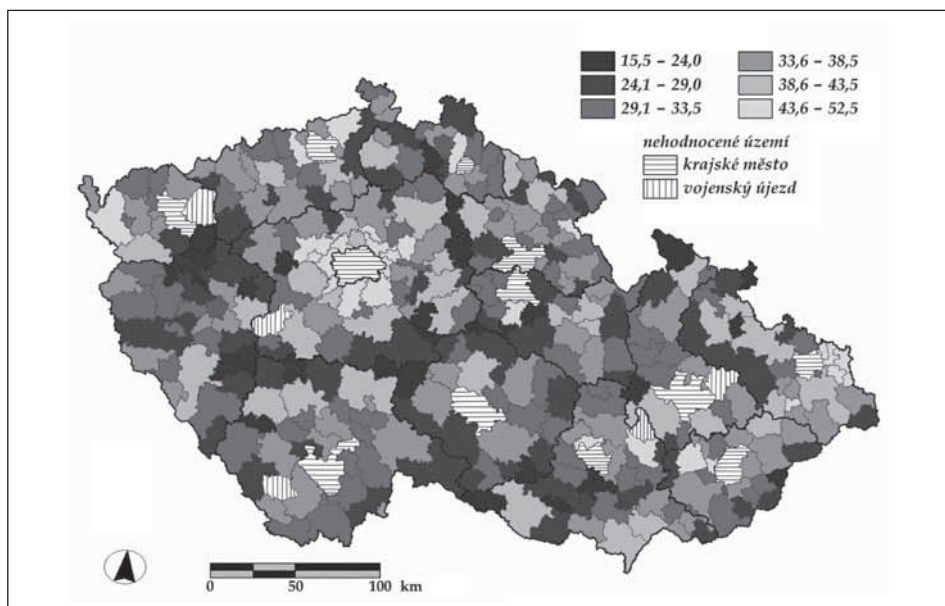 15,5 – 24,0
24,1 – 29,0
29,1 – 33,5
33,6 – 38,5
38,6 – 43,5
43,6 – 52,5
nehodnocené území
krajské město
vojenský újezd
0 50 100 km